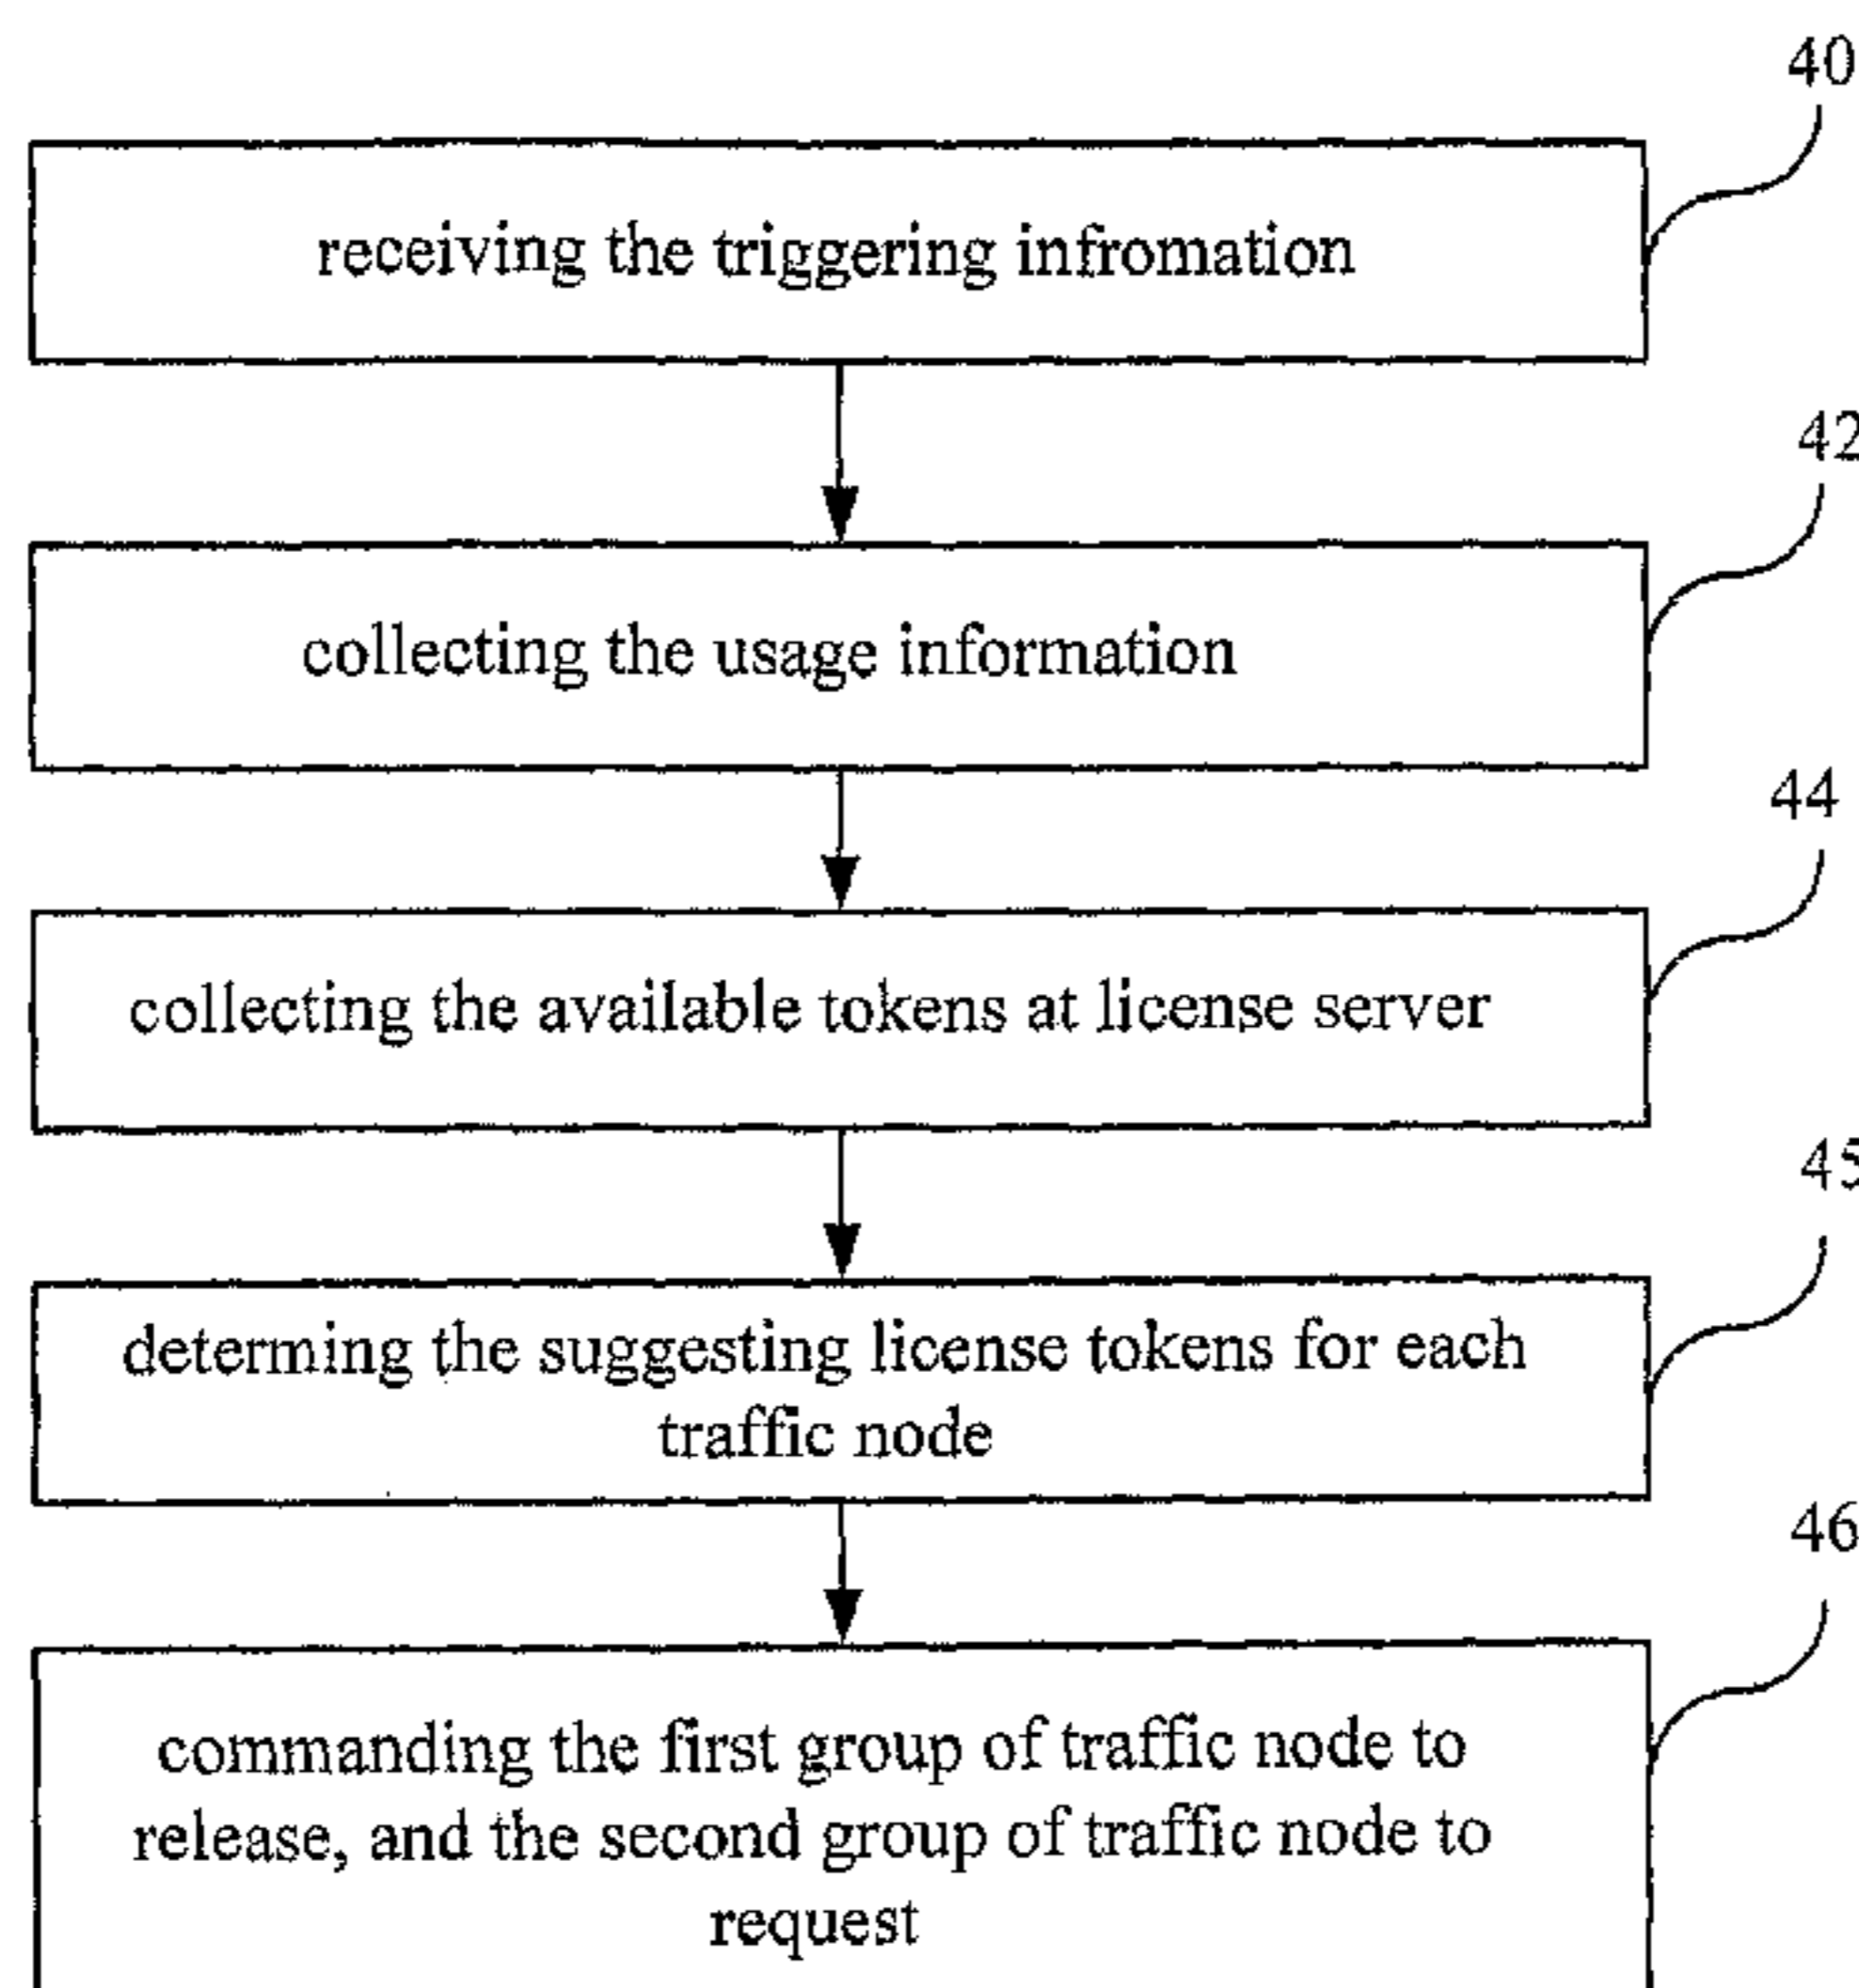 40
receiving the triggering infromation
42
collecting the usage information
44
collecting the available tokens at license server
45
determing the suggesting license tokens for each
traffic node
46
commanding the first group of traffic node to
release, and the second group of traffic node to
request